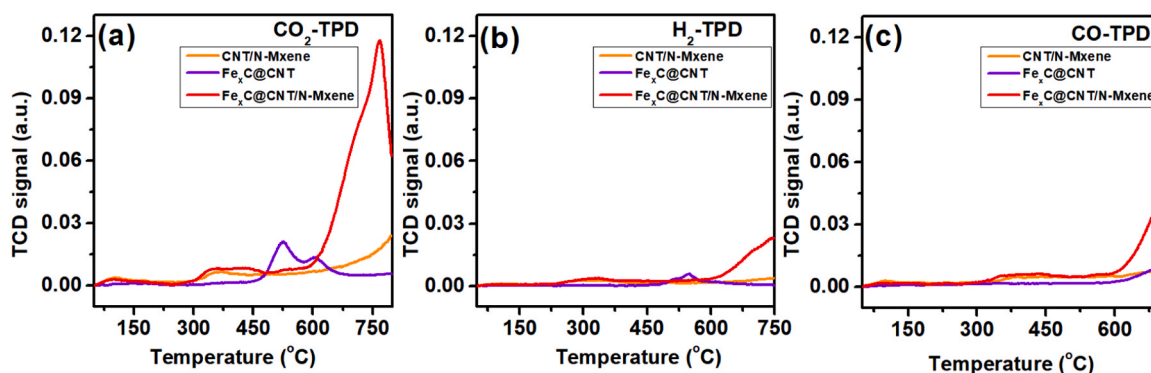 (a)
CO2-TPD
CNT/N-Mxene
FexC@CNT
FexC@CNT/N-Mxene
0.12
0.09
0.06
0.03
0.00
TCD signal (a.u.)
150 300 450 600 750
Temperature (oC)
(b)
H2-TPD
CNT/N-Mxene
FexC@CNT
FexC@CNT/N-Mxene
0.12
0.09
0.06
0.03
0.00
TCD signal (a.u.)
150 300 450 600 750
Temperature (oC)
(c)
CO-TPD
CNT/N-Mxene
FexC@CNT
FexC@CNT/N-Mxene
0.12
0.09
0.06
0.03
0.00
TCD signal (a.u.)
150 300 450 600
Temperature (oC)